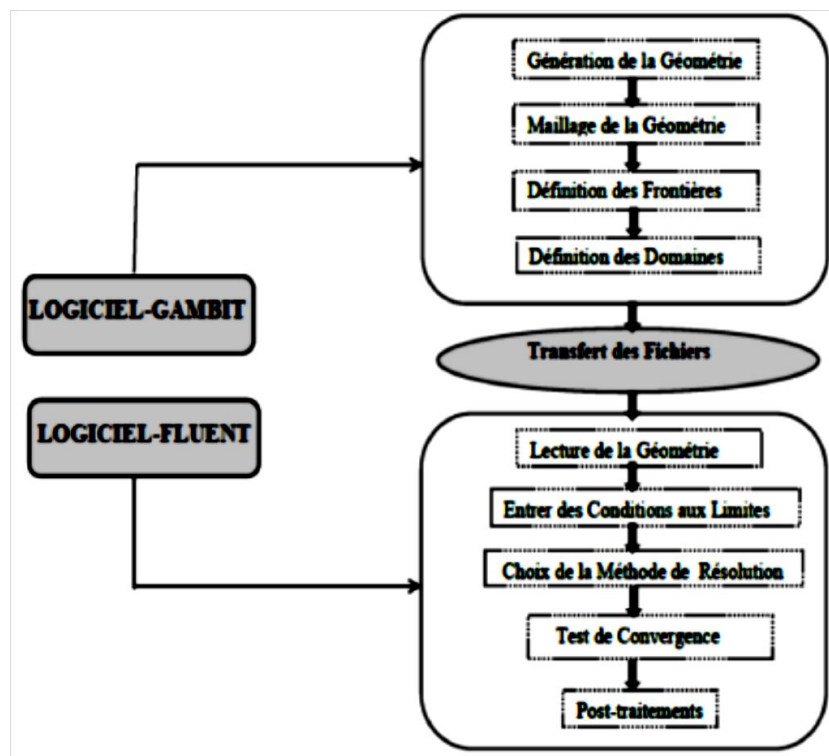 Génération de la Géométrie
Maillage de la Géométrie
Définition des Frontières
Définition des Domaines
LOGICIEL-GAMBIT
Transfert des Fichiers
LOGICIEL-FLUENT
Lecture de la Géométrie
Entrer des Conditions aux Limites
Choix de la Méthode de Résolution
Test de Convergence
Post-traitements